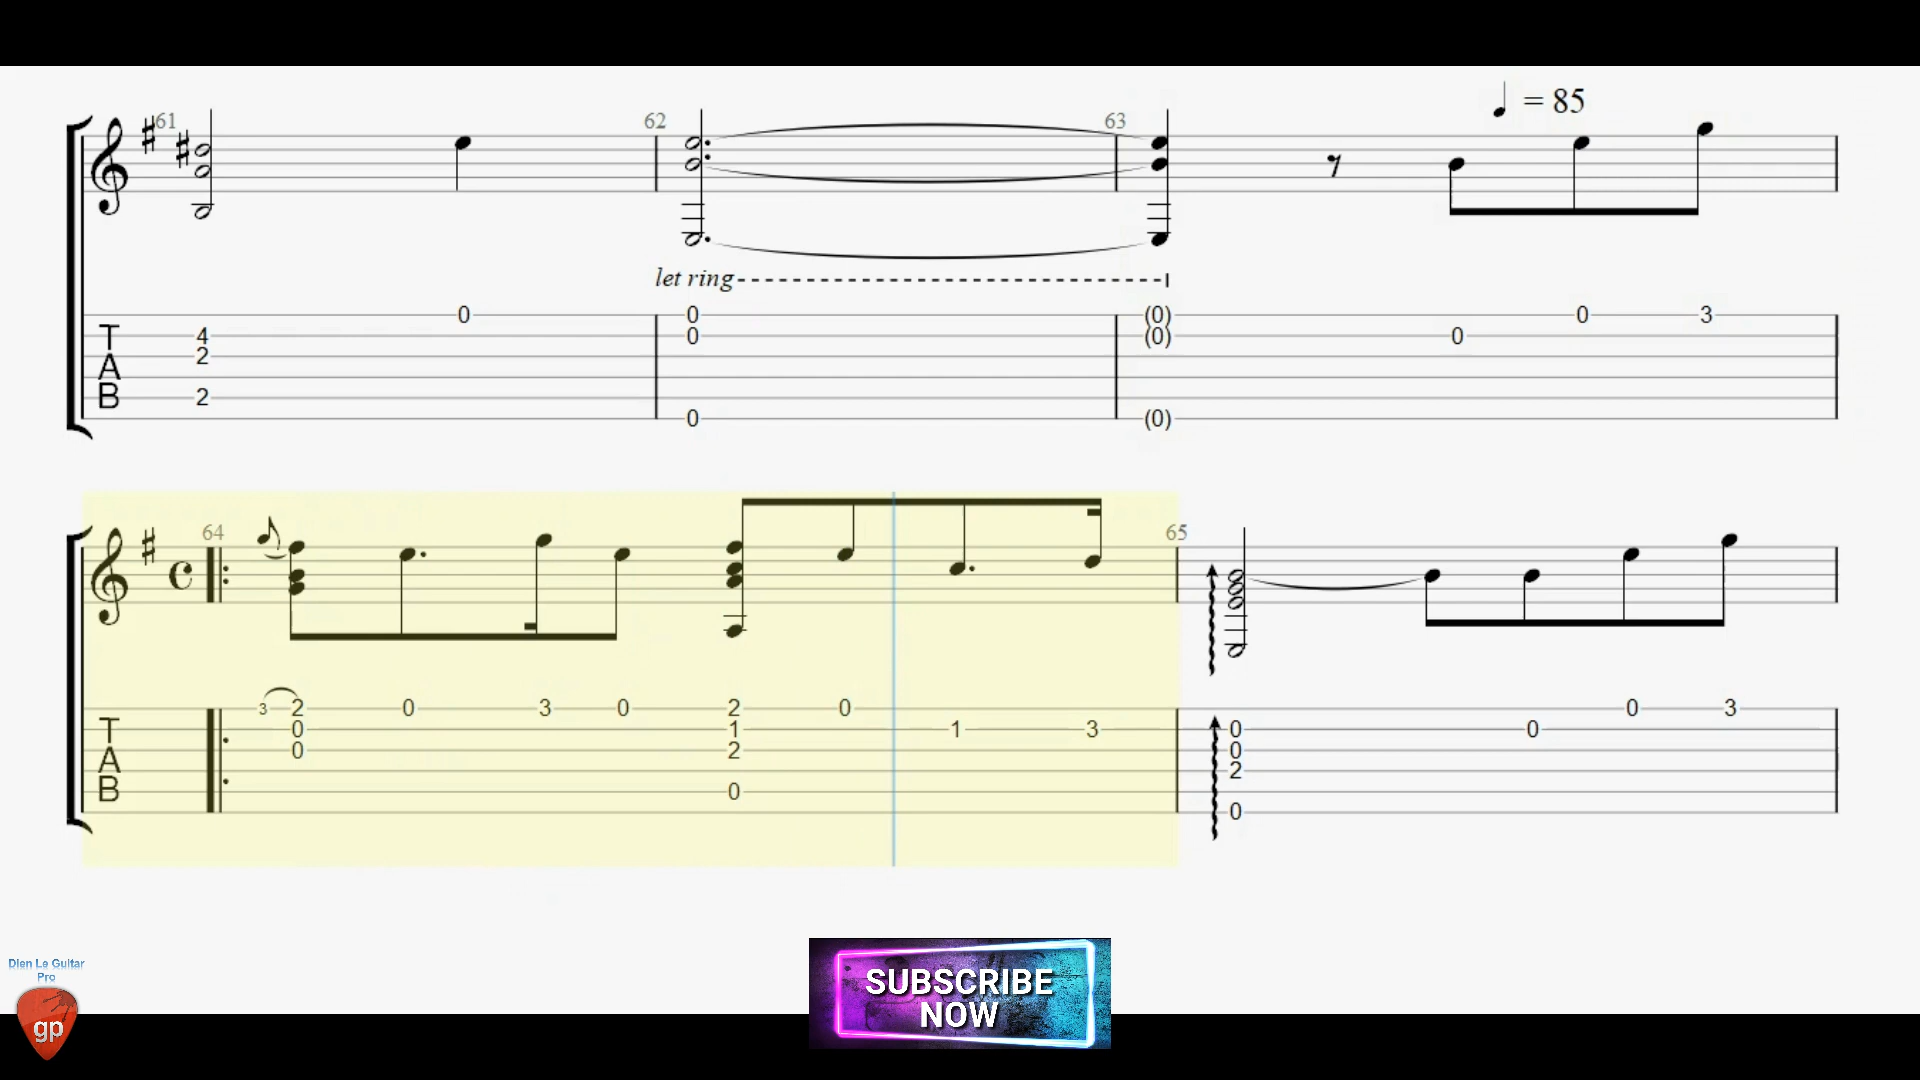 = 85
61 62 63
let ring
0 0 (0) 0 3
T 4 0 (0) 0
A 2
B 2
0 (0)
64 65
3 2 0 3 0 2 0 0 3
T 0 1 1 3 0 0
A 0 2 0
2
B 0
0
Dien Le Guitar
Pro
gp
SUBSCRIBE
NOW